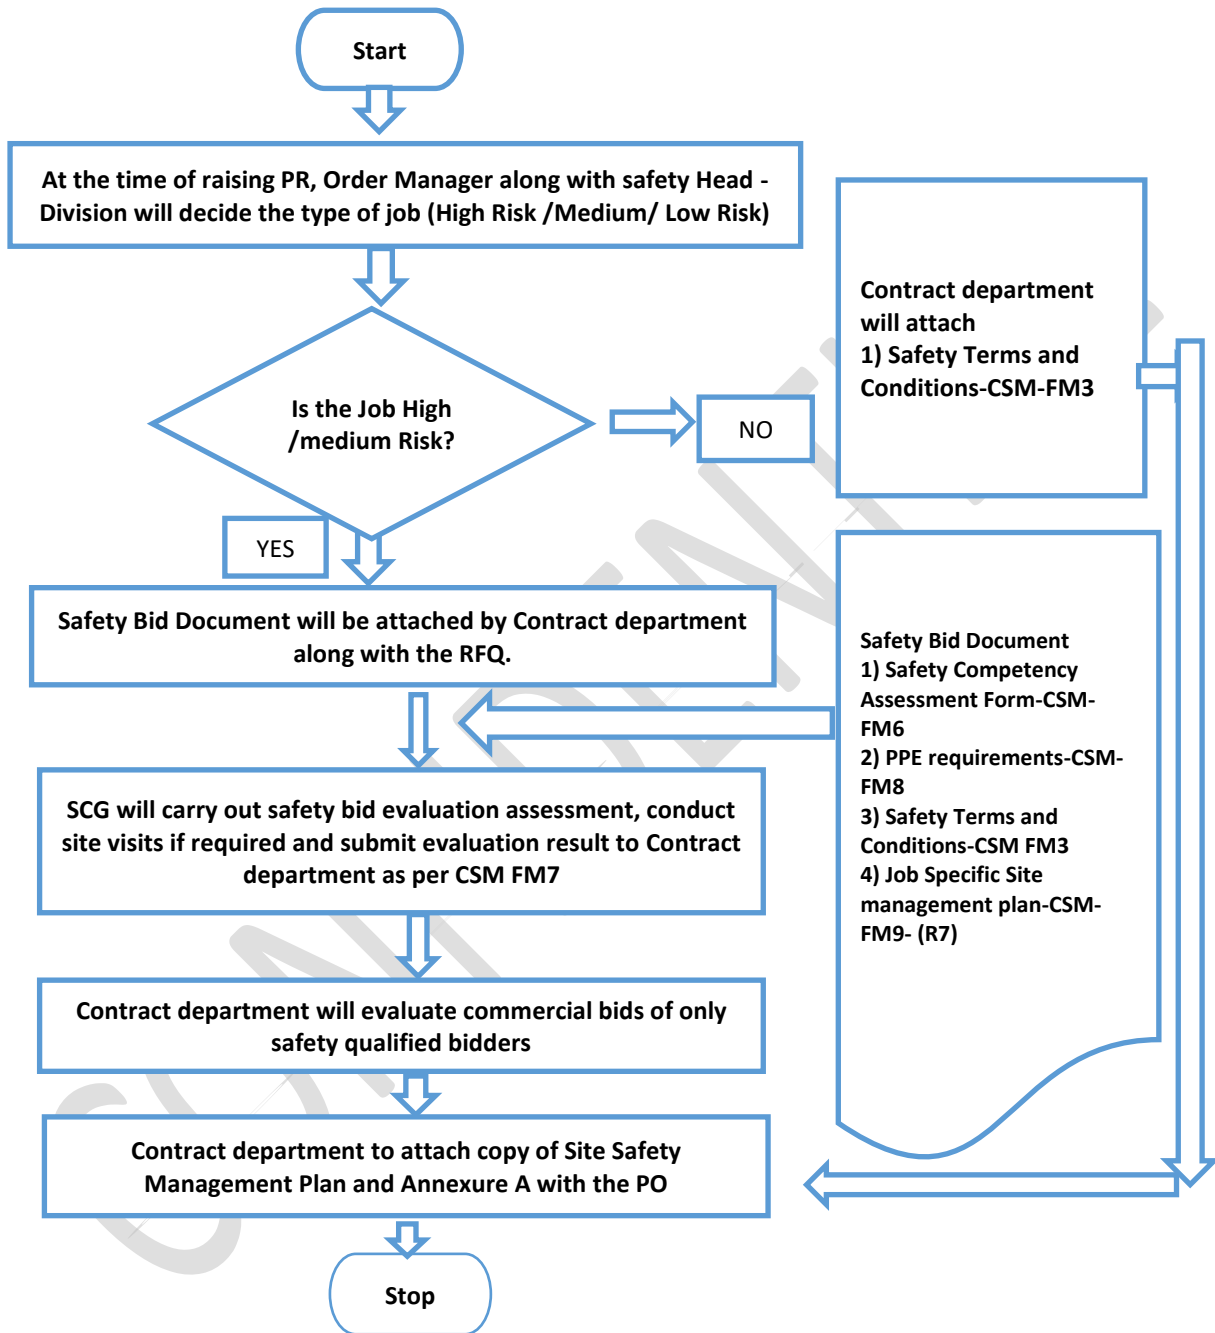 Start
At the time of raising PR, Order Manager along with safety Head -
Division will decide the type of job (High Risk /Medium/ Low Risk)
Is the Job High
/medium Risk?
NO
Contract department
will attach
1) Safety Terms and
Conditions-CSM-FM3
YES
Safety Bid Document will be attached by Contract department
along with the RFQ.
Safety Bid Document
1) Safety Competency
Assessment Form-CSM-
FM6
2) PPE requirements-CSM-
FM8
3) Safety Terms and
Conditions-CSM FM3
4) Job Specific Site
management plan-CSM-
FM9- (R7)
SCG will carry out safety bid evaluation assessment, conduct
site visits if required and submit evaluation result to Contract
department as per CSM FM7
Contract department will evaluate commercial bids of only
safety qualified bidders
Contract department to attach copy of Site Safety
Management Plan and Annexure A with the PO
Stop